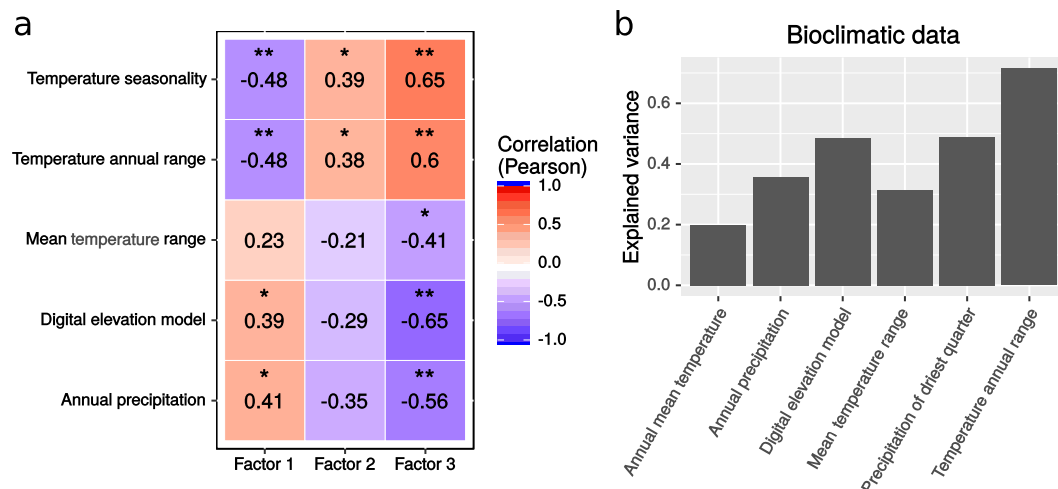 a
Temperature seasonality
** * **
-0.48 0.39 0.65
Temperature annual range
** * **
-0.48 0.38 0.6
Mean temperature range
*
0.23 -0.21 -0.41
Digital elevation model
* **
0.39 -0.29 -0.65
Annual precipitation
* **
0.41 -0.35 -0.56
Factor 1 Factor 2 Factor 3
Correlation
(Pearson)
1.0
0.5
0.0
-0.5
-1.0
b
Bioclimatic data
Explained variance
0.6
0.4
0.2
0.0
Annual mean temperature
Annual precipitation
Digital elevation model
Mean temperature range
Precipitation of driest quarter
Temperature annual range